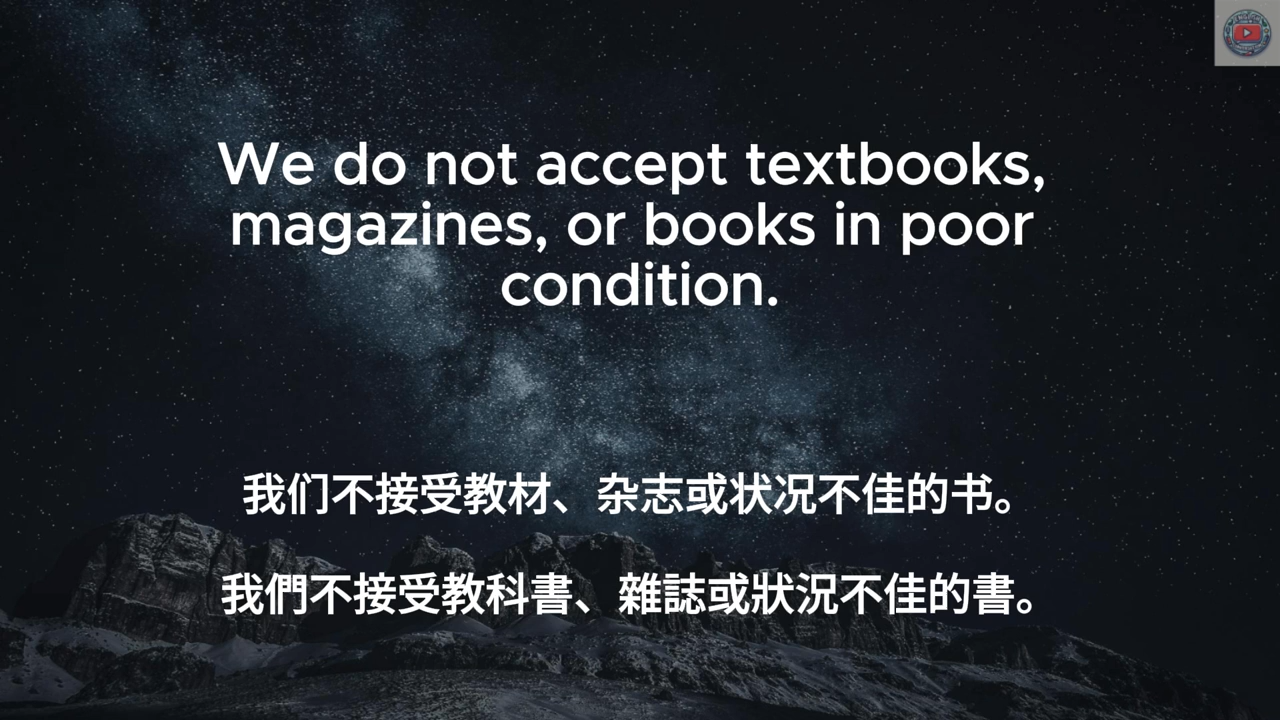 We do not accept textbooks,
magazines, or books in poor
condition.
我们不接受教材、杂志或状况不佳的书。
我們不接受教科書、雜誌或狀況不佳的書。